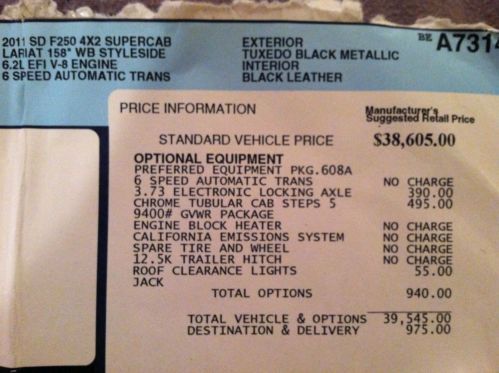 2011 SD F250 4X2 SUPERCAB
LARIAT 158" WB STYLESIDE
6.2L EFI V-8 ENGINE
6 SPEED AUTOMATIC TRANS
EXTERIOR
TUXEDO BLACK METALLIC
INTERIOR
BLACK LEATHER
BE A7314
PRICE INFORMATION
Manufacturer's
Suggested Retail Price
STANDARD VEHICLE PRICE $38,605.00
OPTIONAL EQUIPMENT
PREFERRED EQUIPMENT PKG.608A
6 SPEED AUTOMATIC TRANS NO CHARGE
3.73 ELECTRONIC LOCKING AXLE 390.00
CHROME TUBULAR CAB STEPS 5 495.00
9400# GVWR PACKAGE
ENGINE BLOCK HEATER NO CHARGE
CALIFORNIA EMISSIONS SYSTEM NO CHARGE
SPARE TIRE AND WHEEL NO CHARGE
12.5K TRAILER HITCH NO CHARGE
ROOF CLEARANCE LIGHTS 55.00
JACK
TOTAL OPTIONS 940.00
TOTAL VEHICLE & OPTIONS 39,545.00
DESTINATION & DELIVERY 975.00